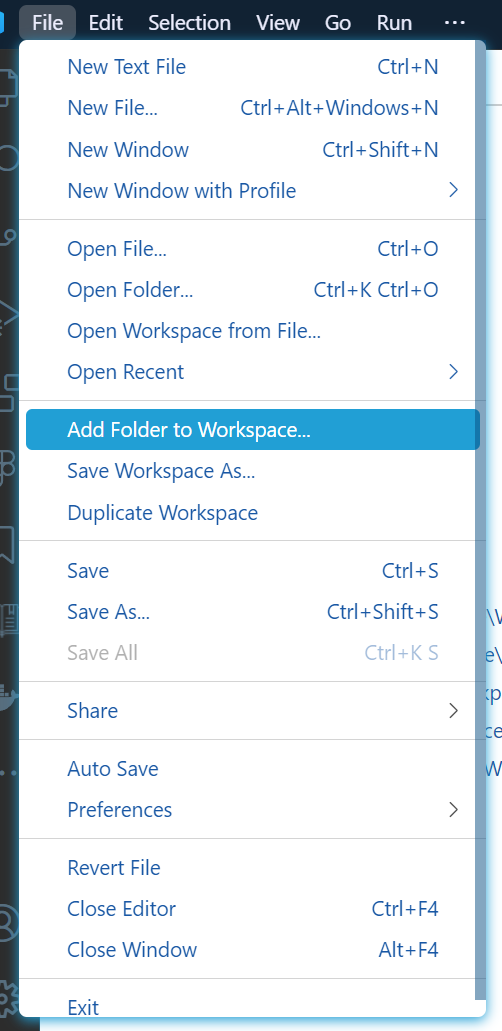 File Edit Selection View Go Run ...
New Text File Ctrl+N
New File... Ctrl+Alt+Windows+N
New Window Ctrl+Shift+N
New Window with Profile
Open File... Ctrl+O
Open Folder... Ctrl+K Ctrl+O
Open Workspace from File...
Open Recent
Add Folder to Workspace...
Save Workspace As...
Duplicate Workspace
Save Ctrl+S
Save As... Ctrl+Shift+S
Save All Ctrl+K S
Share
Auto Save
Preferences
Revert File
Close Editor Ctrl+F4
Close Window Alt+F4
Exit